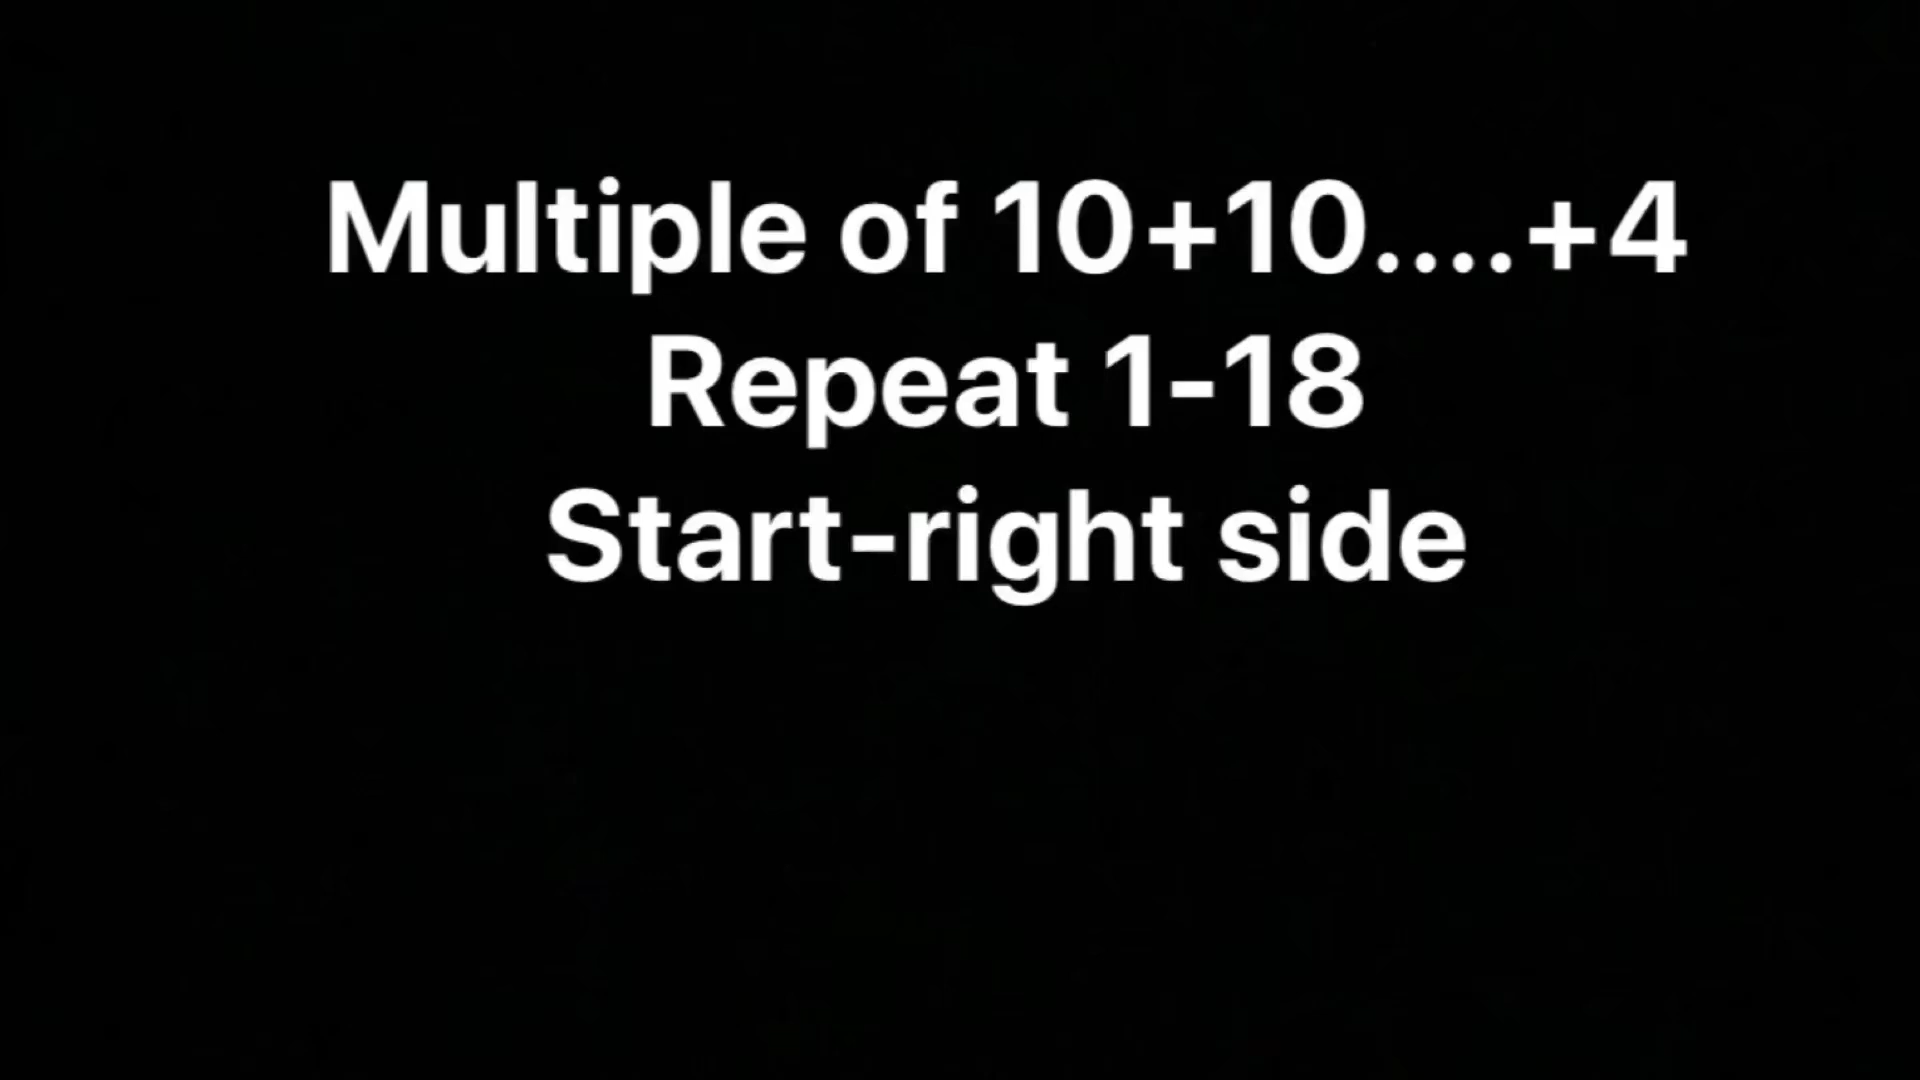 Multiple of 10+10....+4
Repeat 1-18
Start-right side